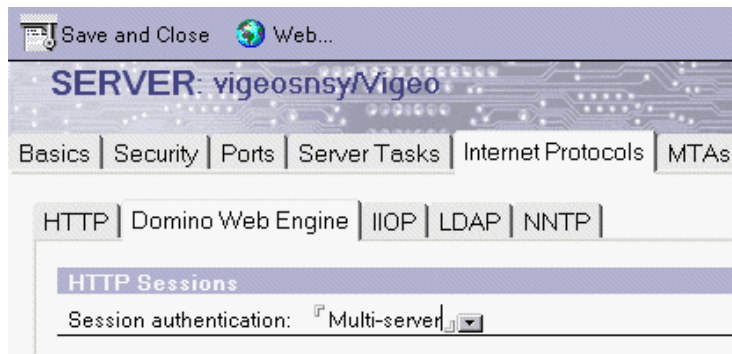 Save and Close Web...
SERVER: vigeosnsy/Vigeo
Basics Security Ports Server Tasks Internet Protocols MTAs
HTTP Domino Web Engine IIOP LDAP NNTP
HTTP Sessions
Session authentication: Multi-server